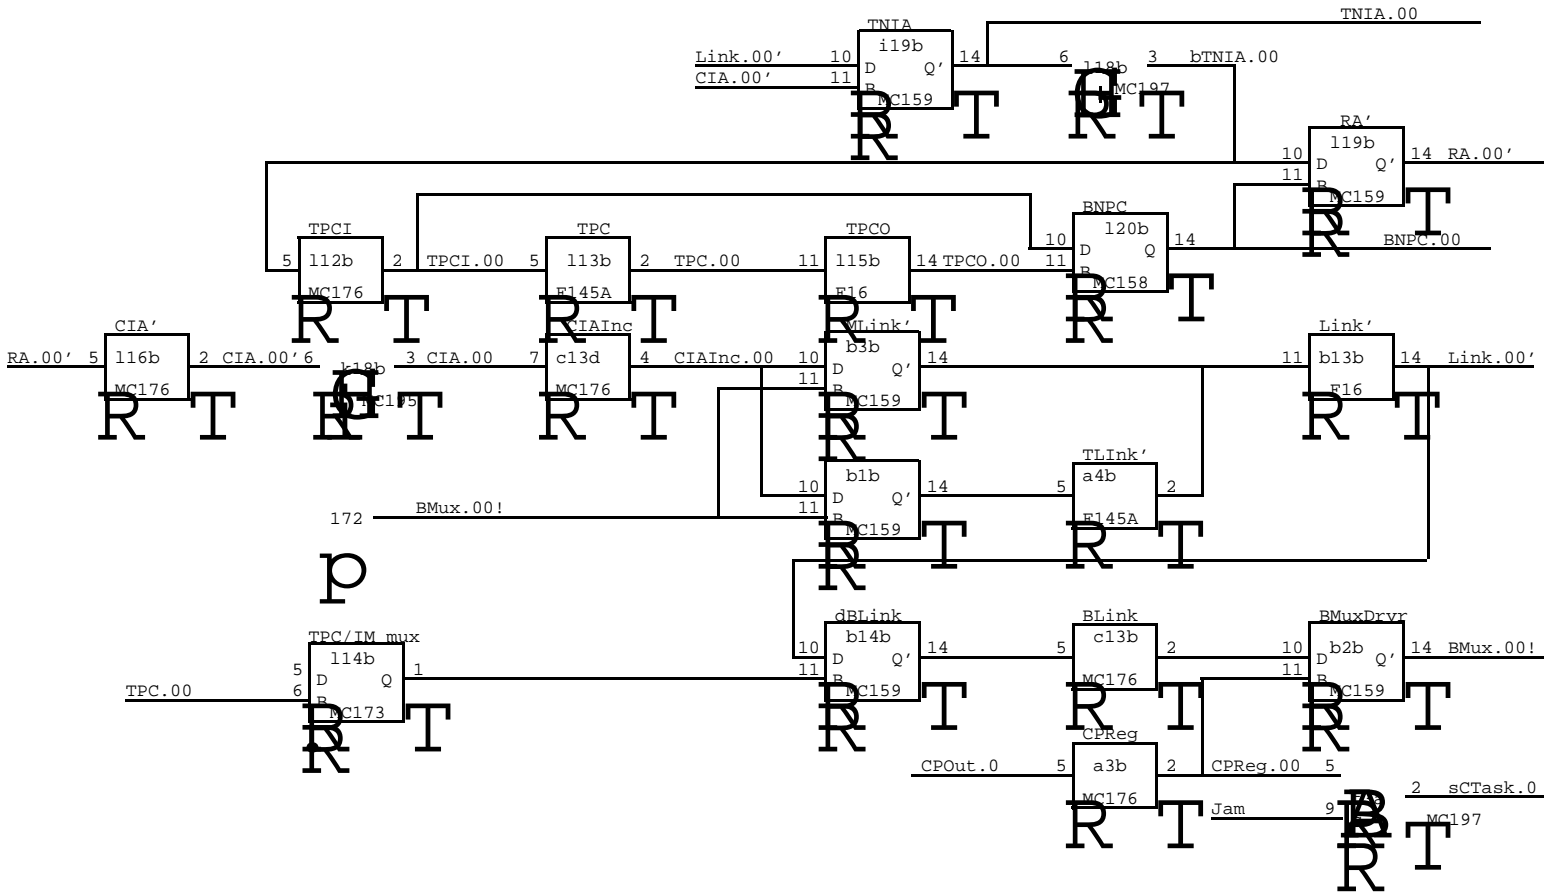 TNIA
TNIA.00
i19b
Link.00' 10 D Q' 14
CIA.00' 11 B
MC159
R R T
6 l18b 3 bTNIA.00
MC197
G R T
RA'
l19b
10 D Q' 14 RA.00'
11 B
MC159
R R T
BNPC
l20b
10 D Q 14
11 B
MC158
R R T
BNPC.00
TPCI
5 l12b 2 TPCI.00
MC176
R T
TPC
5 l13b 2 TPC.00
F145A
R T
TPCO
11 l15b 14 TPCO.00
F16
R T
CIA'
RA.00' 5 l16b 2 CIA.00' 6
MC176
R T
k18b 3 CIA.00
MC195
G R T
CIAInc
7 c13d 4 CIAInc.00
MC176
R T
MLink'
b3b
10 D Q' 14
11 B
MC159
R R T
Link'
11 b13b 14 Link.00'
F16
R T
b1b
10 D Q' 14
11 B
MC159
R R T
TLInk'
a4b
5 2
F145A
R T
172 BMux.00!
p
TPC/IM mux
l14b
5 D Q 1
TPC.00 6 B
MC173
R R T
dBLink
b14b
10 D Q' 14
11 B
MC159
R R T
BLink
c13b
5 2
MC176
R T
BMuxDrvr
b2b
10 D Q' 14 BMux.00!
11 B
MC159
R R T
CPReg
CPOut.0 5 a3b 2 CPReg.00 5
MC176
R T
Jam 9
2 sCTask.0
MC197
R T